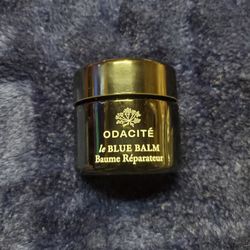 ODACITÉ
le BLUE BALM
Baume Réparateur